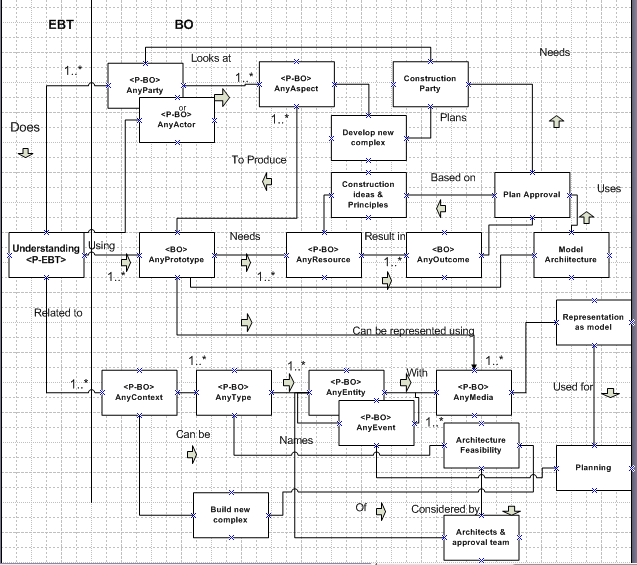 EBT
BO
Needs
Looks at
1..*
<P-BO>
AnyParty
or
<P-BO>
AnyActor
1..*
<P-BO>
AnyAspect
1..*
Construction
Party
Plans
Does
Develop new
complex
To Produce
Construction
ideas &
Principles
Based on
Plan Approval
Uses
Understanding
<P-EBT>
Using
1..*
<BO>
AnyPrototype
Needs
1..*
<P-BO>
AnyResource
Result in
1..*
<BO>
AnyOutcome
Model
Architecture
Related to
Can be represented using
Representation
as model
1..*
<P-BO>
AnyContext
1..*
<P-BO>
AnyType
1..*
<P-BO>
AnyEntity
<P-BO>
AnyEvent
With
1..*
1..*
<P-BO>
AnyMedia
Used for
Can be
Names
Architecture
Feasibility
Planning
Build new
complex
Of
Considered by
Architects &
approval team